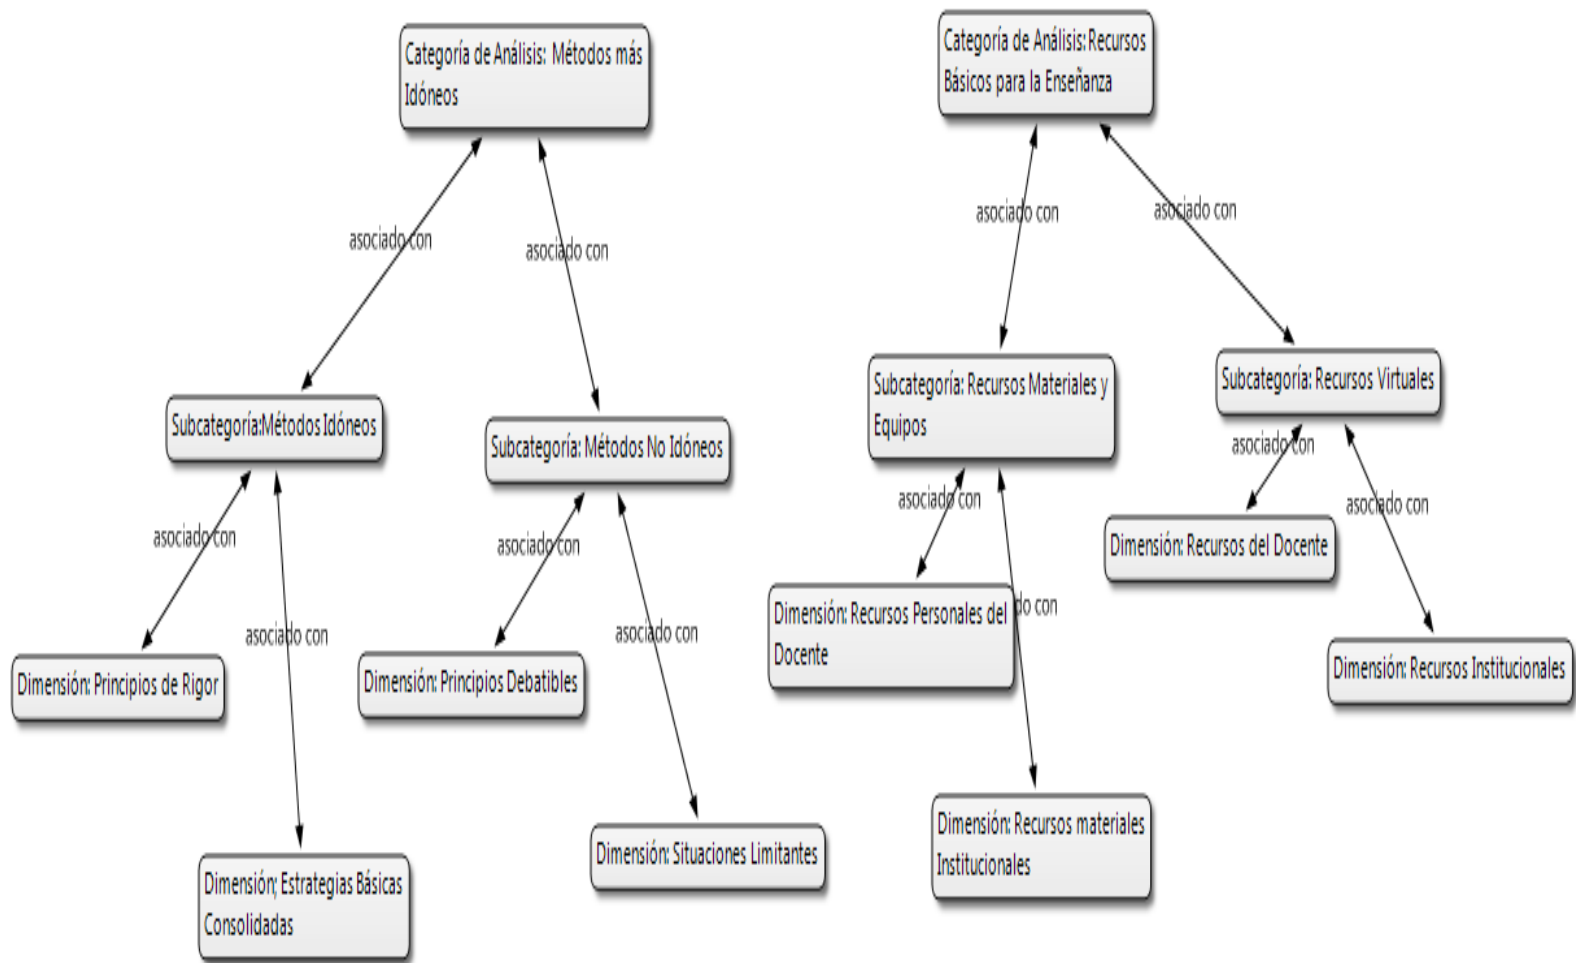 Categoría de Análisis: Métodos más
Idóneos
Categoría de Análisis: Recursos
Básicos para la Enseñanza
asociado con
asociado con
asociado con
asociado con
Subcategoría:Métodos Idóneos
Subcategoría: Métodos No Idóneos
Subcategoría: Recursos Materiales y
Equipos
Subcategoría: Recursos Virtuales
asociado con
asociado con
asociado con
asociado con
asociado con
asociado con
do con
asociado con
Dimensión: Principios de Rigor
Dimensión: Principios Debatibles
Dimensión: Recursos Personales del
Docente
Dimensión: Recursos del Docente
Dimensión: Recursos Institucionales
Dimensión; Estrategias Básicas
Consolidadas
Dimensión: Situaciones Limitantes
Dimensión: Recursos materiales
Institucionales